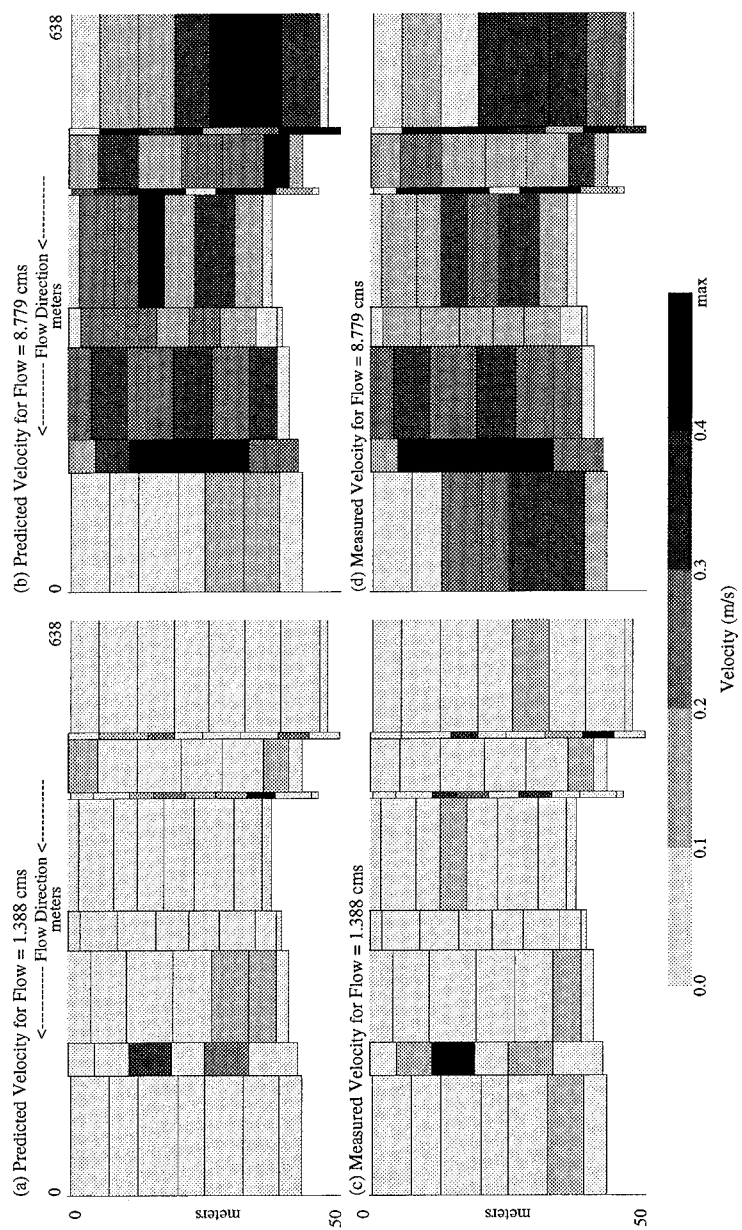 (a) Predicted Velocity for Flow = 1.388 cms
<--------- Flow Direction <---------
meters
0
638
0
meters
50
(b) Predicted Velocity for Flow = 8.779 cms
<--------- Flow Direction <---------
meters
0
638
(c) Measured Velocity for Flow = 1.388 cms
0
meters
50
(d) Measured Velocity for Flow = 8.779 cms
0.0
0.1
0.2
0.3
0.4
max
Velocity (m/s)